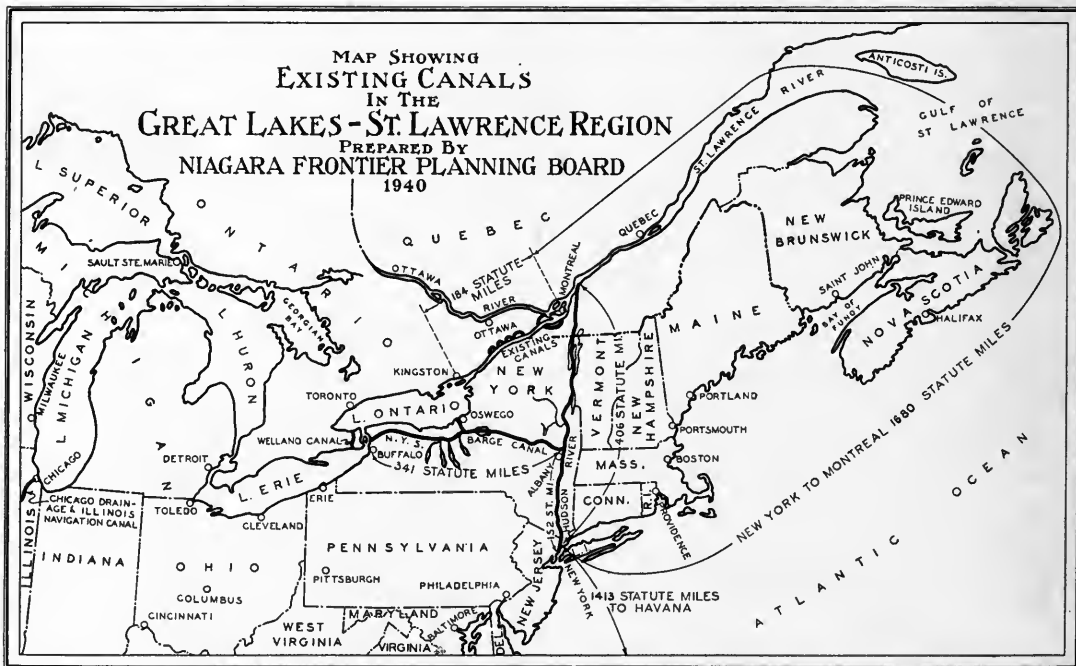 MAP SHOWING
EXISTING CANALS
IN THE
GREAT LAKES - ST. LAWRENCE REGION
PREPARED BY
NIAGARA FRONTIER PLANNING BOARD
1940
ANTICOSTI IS.
GULF OF
ST LAWRENCE
ST. LAWRENCE RIVER
L SUPERIOR
ONTARIO
QUEBEC
QUEBEC
PRINCE EDWARD
ISLAND
NEW
BRUNSWICK
SAULT STE. MARIE
OTTAWA
RIVER
184 STATUTE
MILES
MONTREAL
OTTAWA
EXISTING CANALS
GEORGIAN
BAY
SAINT JOHN
BAY OF
FUNDY
NOVA SCOTIA
HALIFAX
MAINE
WISCONSIN
MILWAUKEE
L MICHIGAN
MICHIGAN
L HURON
KINGSTON
TORONTO
L. ONTARIO
OSWEGO
NEW
YORK
VERMONT
406 STATUTE MI.
NEW
HAMPSHIRE
PORTLAND
PORTSMOUTH
BOSTON
MASS.
CONN.
R.I.
PROVIDENCE
WELLAND CANAL
N.Y.S.
BARGE CANAL
BUFFALO
341 STATUTE MILES
ALBANY
HUDSON
RIVER
152 ST. MI.
NEW YORK TO MONTREAL 1680 STATUTE MILES
ATLANTIC OCEAN
CHICAGO
DETROIT
L. ERIE
ERIE
TOLEDO
CLEVELAND
CHICAGO DRAIN-
AGE & ILLINOIS
NAVIGATION CANAL
ILLINOIS
INDIANA
OHIO
COLUMBUS
CINCINNATI
PENNSYLVANIA
PITTSBURGH
PHILADELPHIA
NEW JERSEY
NEW YORK
1413 STATUTE MILES
TO HAVANA
MARYLAND
BALTIMORE
DEL.
WEST
VIRGINIA
VIRGINIA